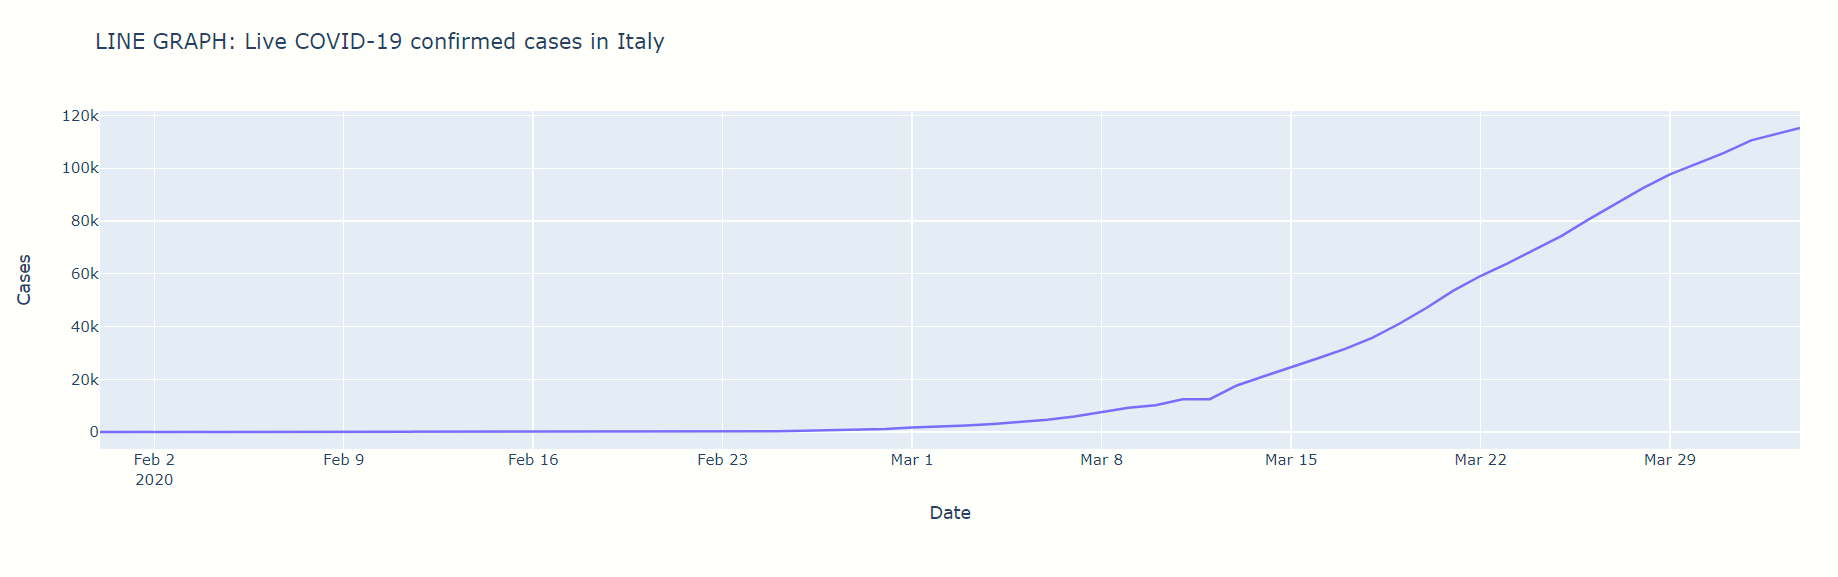 LINE GRAPH: Live COVID-19 confirmed cases in Italy
120k
100k
80k
60k
40k
20k
0
Cases
Feb 2 Feb 9 Feb 16 Feb 23 Mar 1 Mar 8 Mar 15 Mar 22 Mar 29
2020
Date